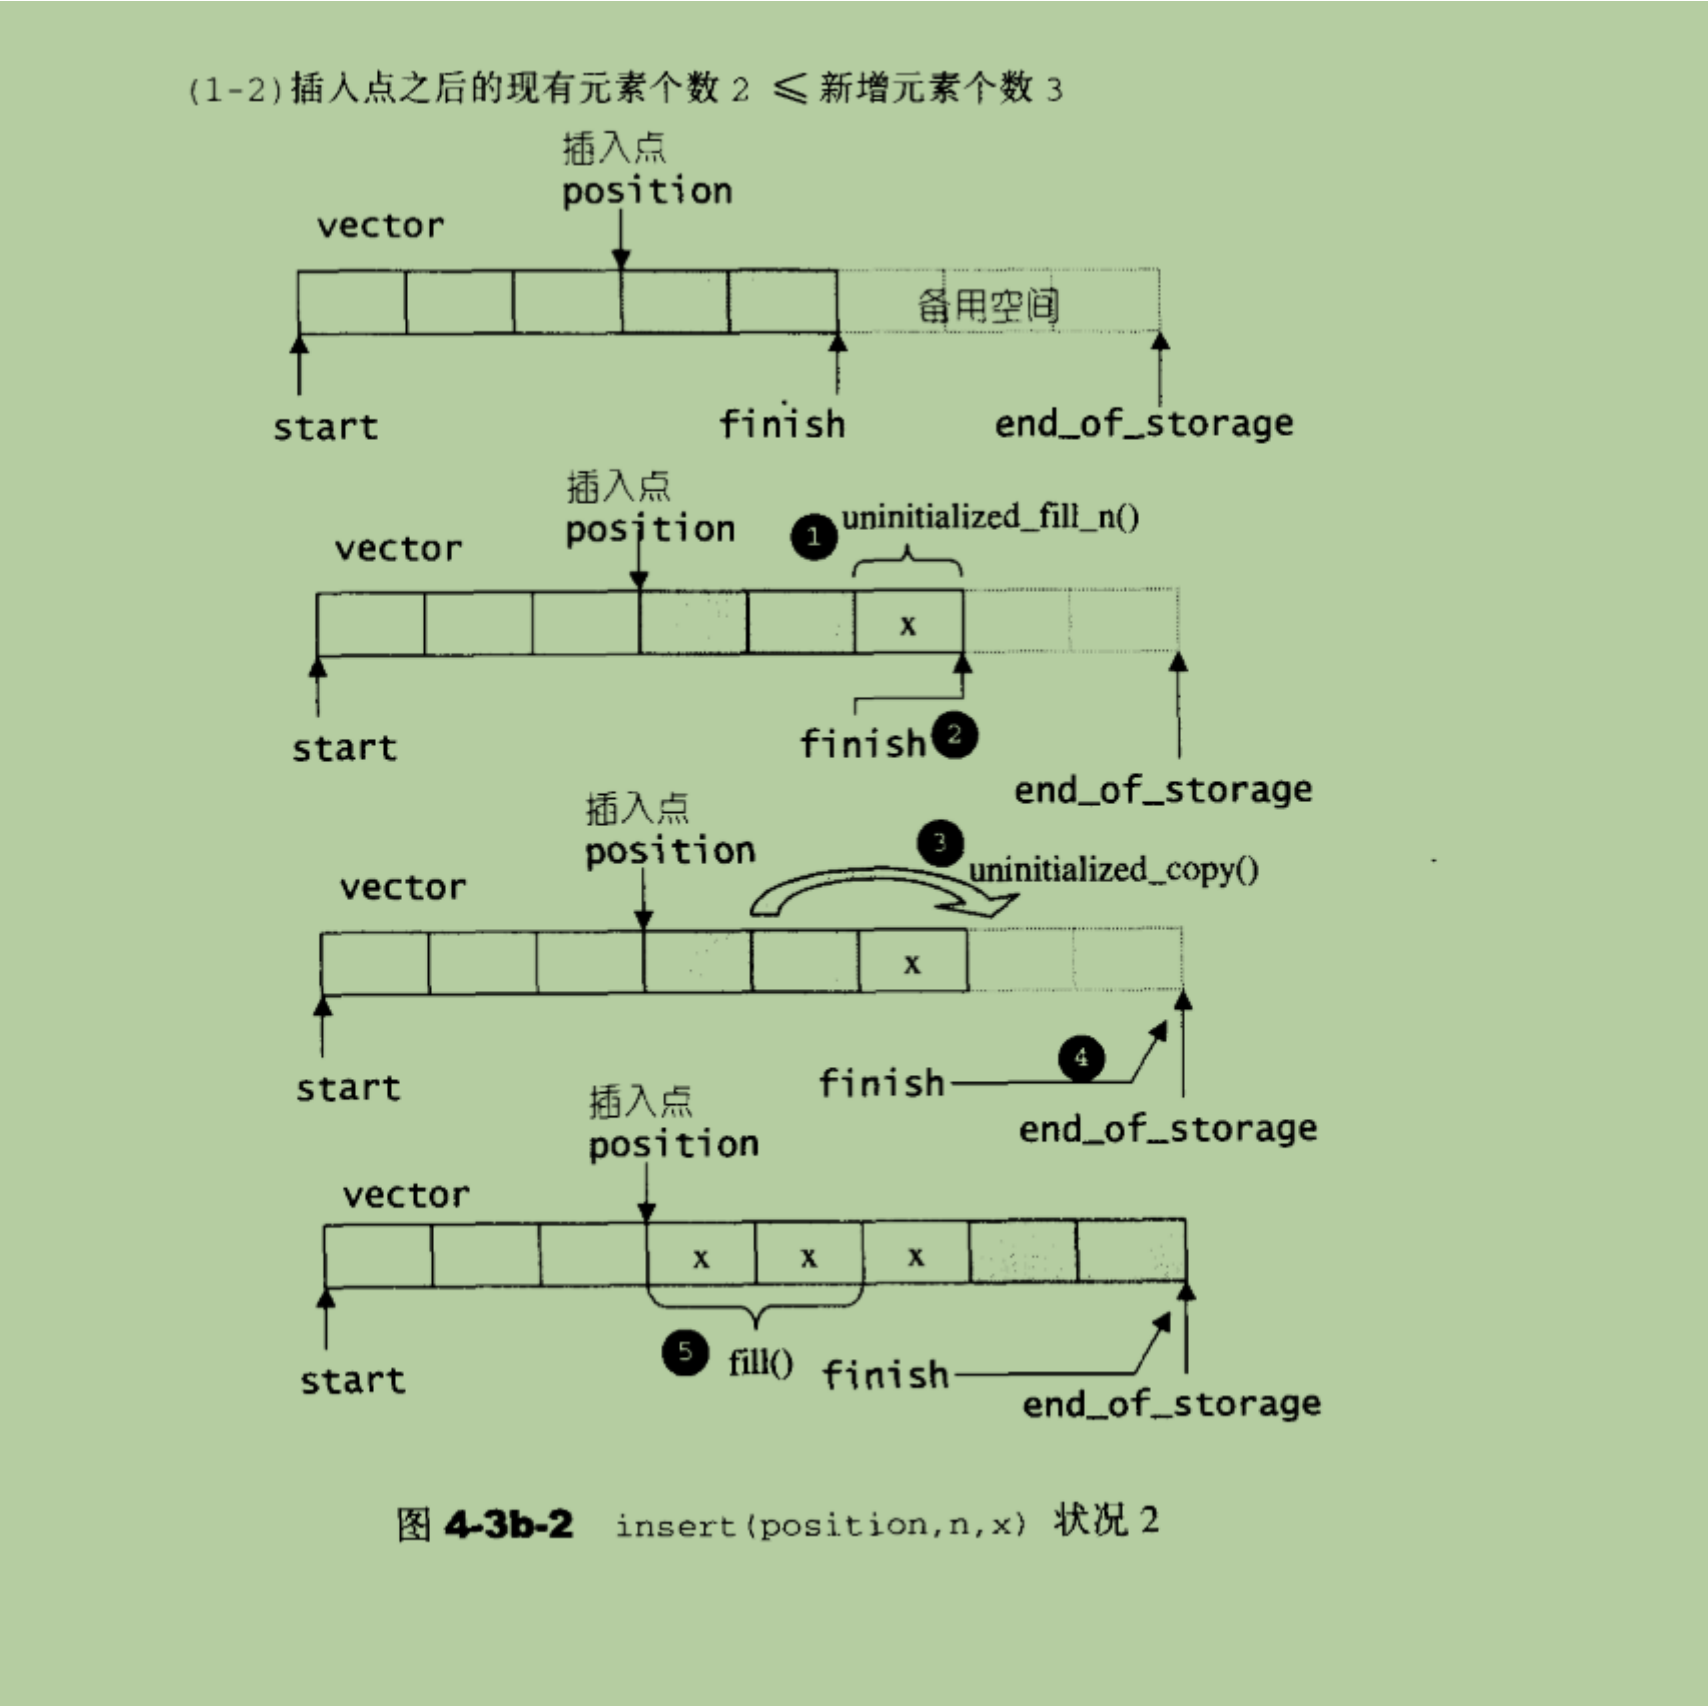 (1-2)插入点之后的现有元素个数 2 ≤ 新增元素个数 3
插入点
position
vector
备用空间
start
finish
end_of_storage
插入点
position
vector
1 uninitialized_fill_n()
x
start
finish 2
end_of_storage
插入点
position
vector
3 uninitialized_copy()
x
4
start
finish
end_of_storage
插入点
position
vector
x x x
5 fill()
start
finish
end_of_storage
图 4-3b-2 insert(position,n,x) 状况 2